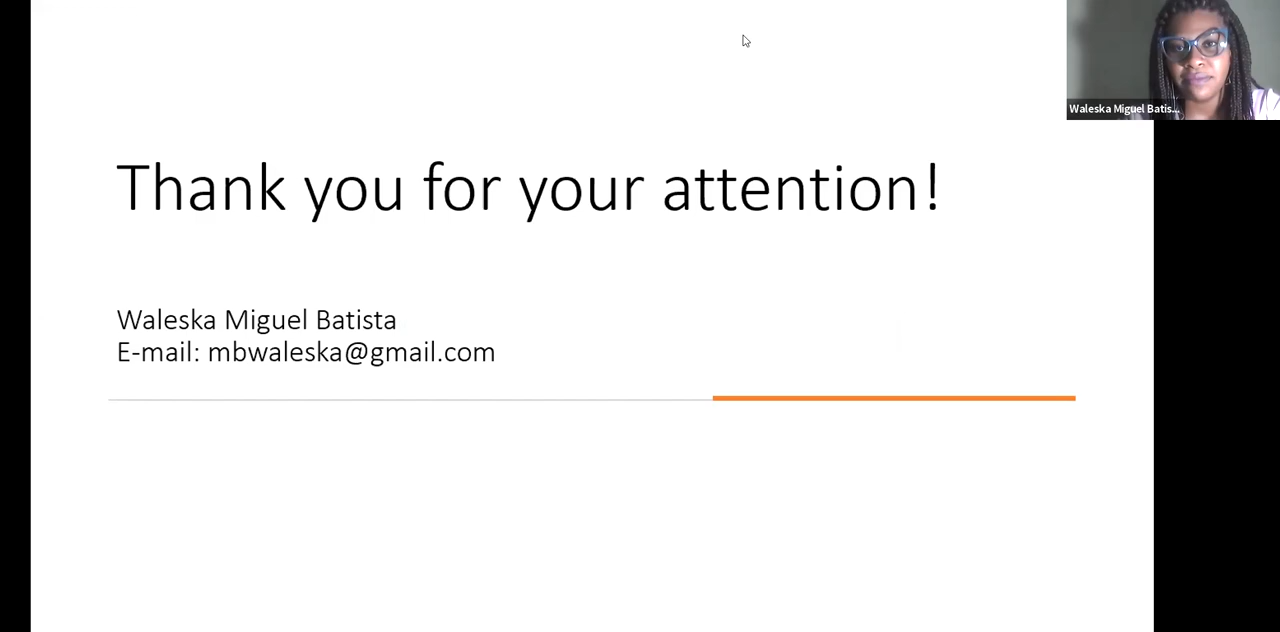 Waleska Miguel Batis...
Thank you for your attention!
Waleska Miguel Batista
E-mail: mbwaleska@gmail.com